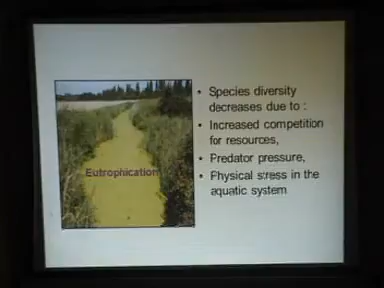 Eutrophication
• Species diversity
decreases due to :
• Increased competition
for resources,
• Predator pressure,
• Physical stress in the
aquatic system